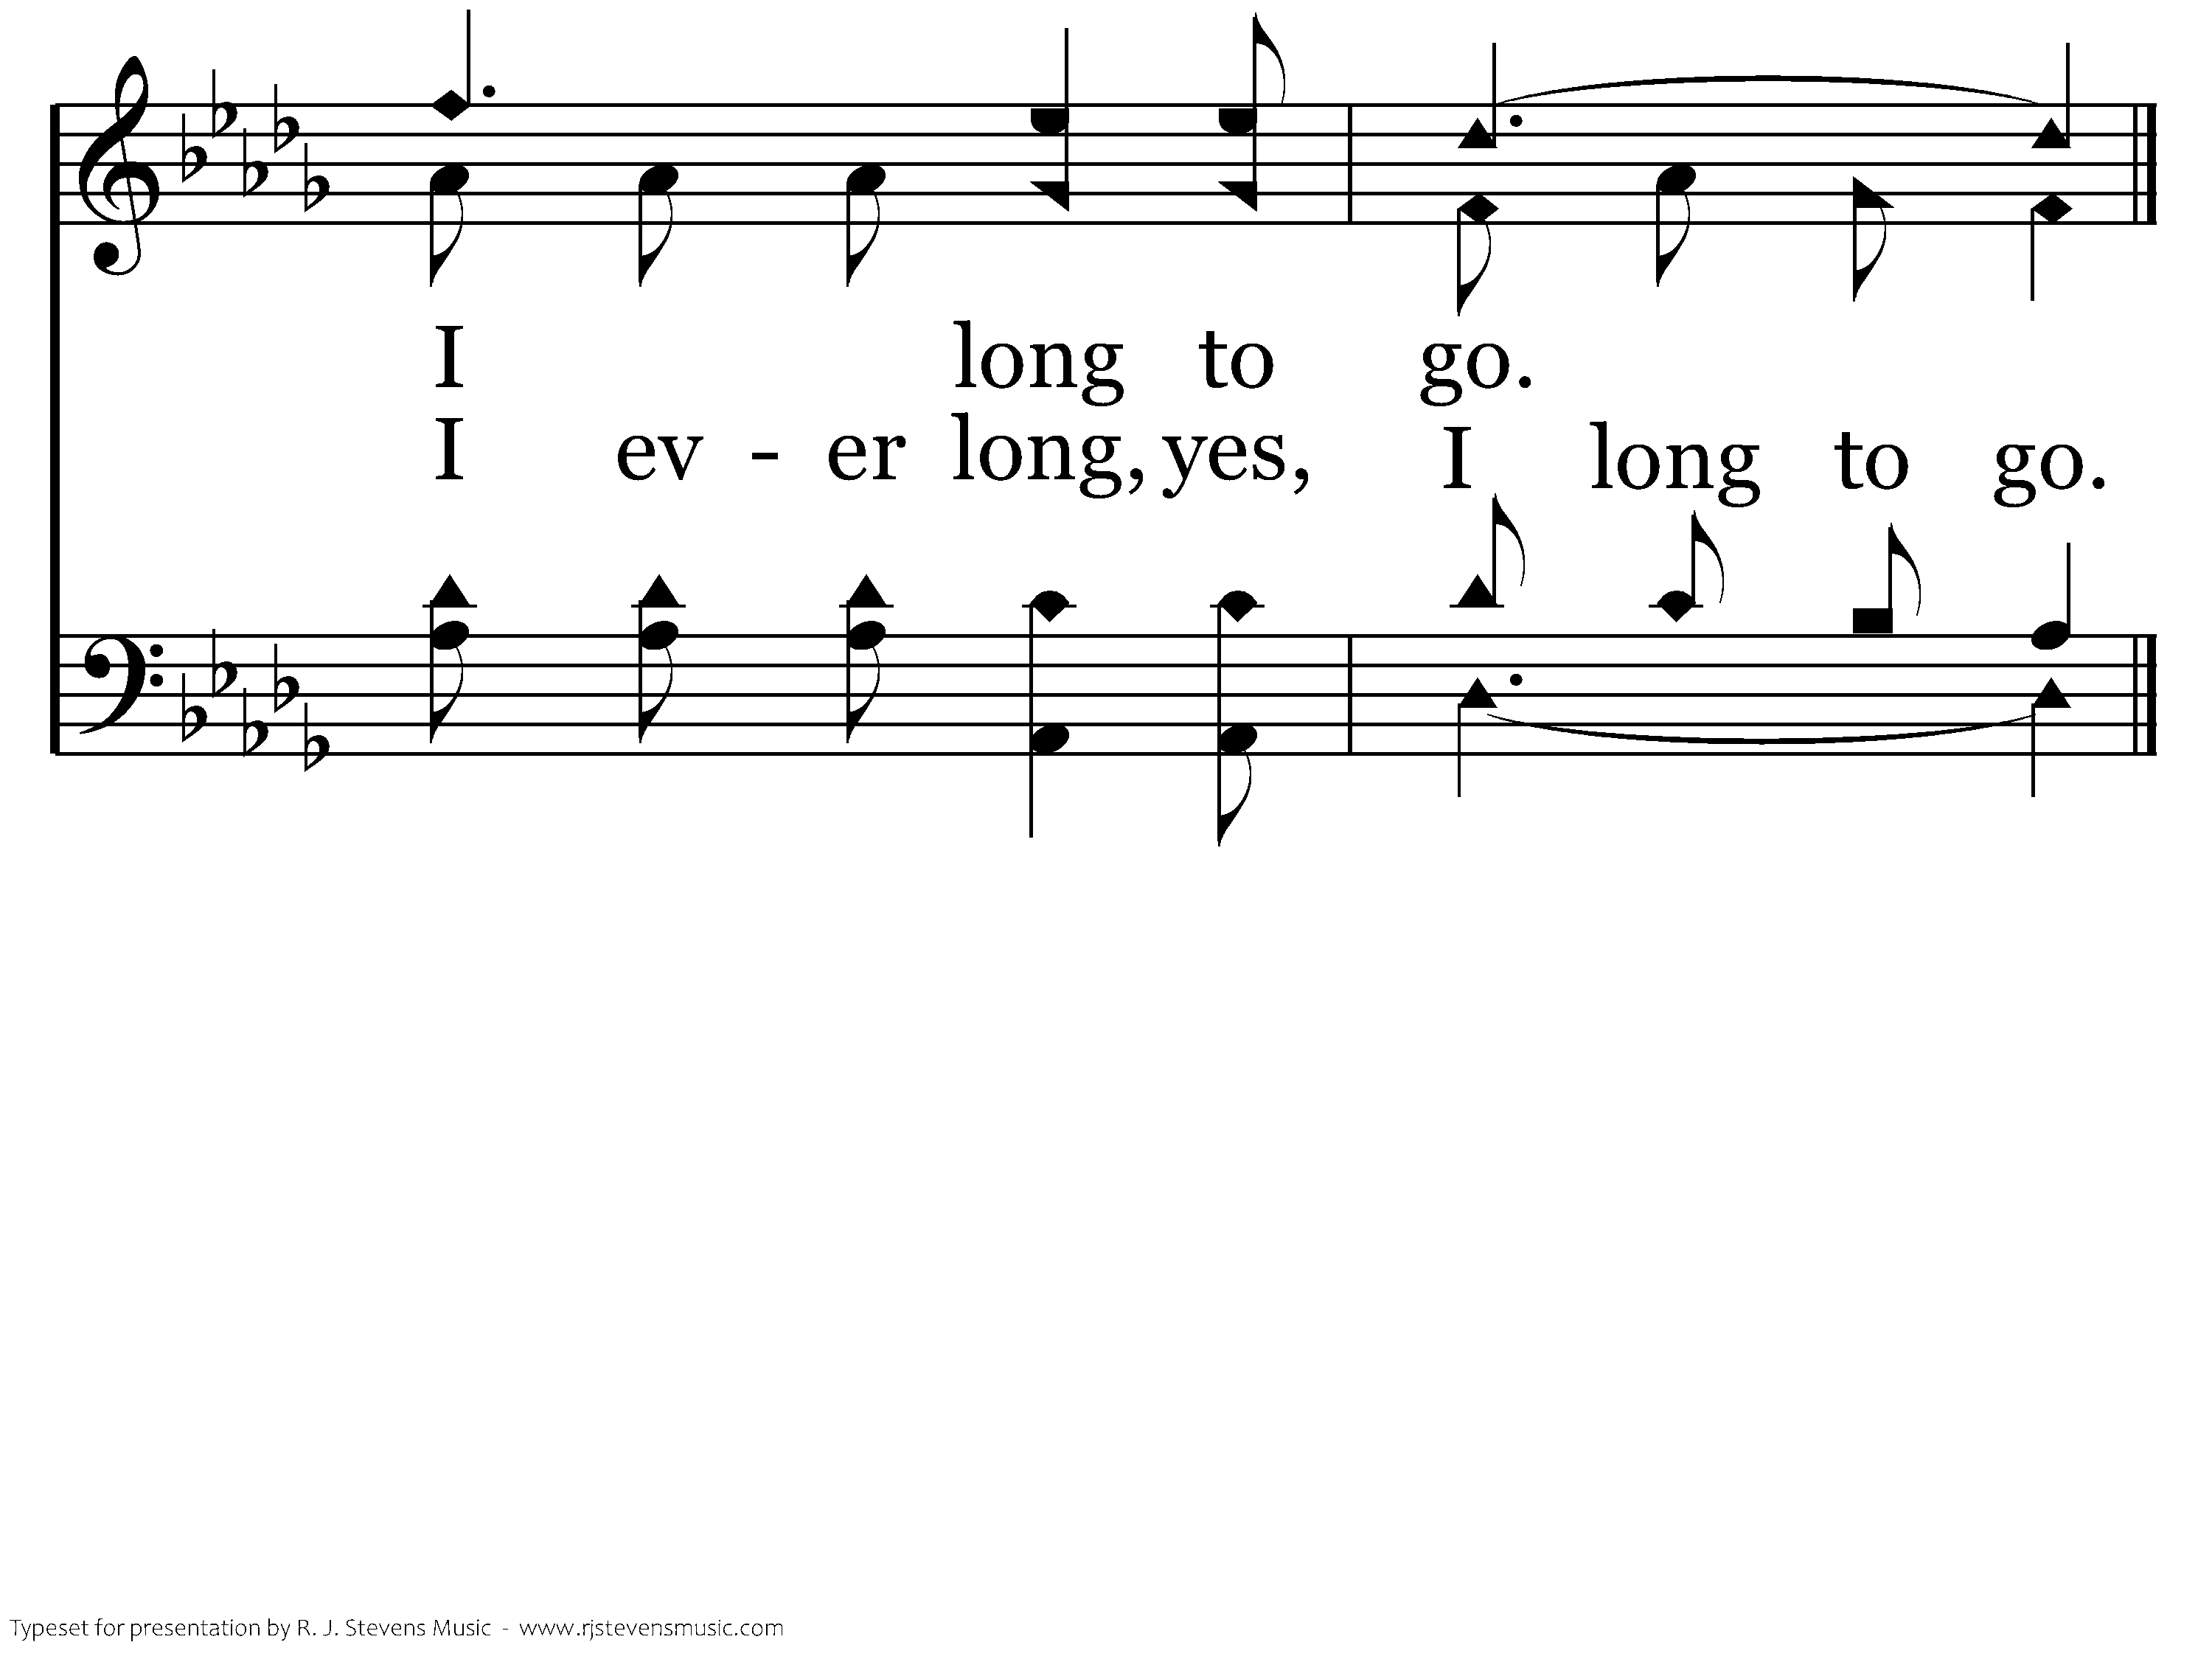 I long to go.
I ev - er long, yes, I long to go.
Typeset for presentation by R. J. Stevens Music - www.rjstevensmusic.com